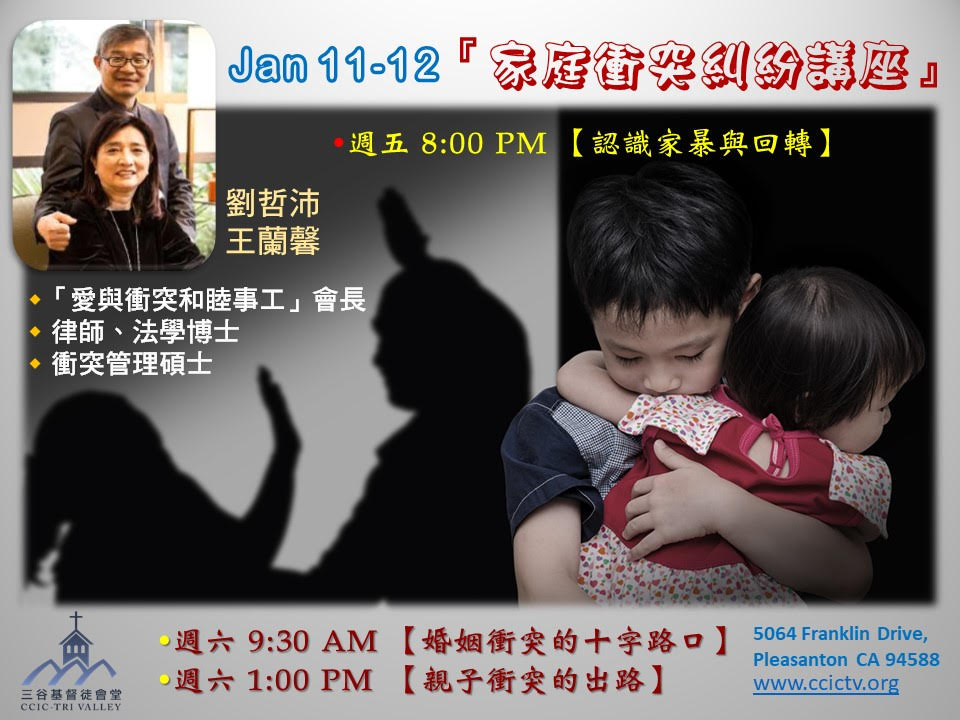 Jan 11-12『家庭衝突糾紛講座』
•週五 8:00 PM 【認識家暴與回轉】
劉哲沛
王蘭馨
「愛與衝突和睦事工」會長
律師、法學博士
衝突管理碩士
•週六 9:30 AM 【婚姻衝突的十字路口】
•週六 1:00 PM 【親子衝突的出路】
5064 Franklin Drive,
Pleasanton CA 94588
www.ccictv.org
三谷基督徒會堂
CCIC-TRI VALLEY